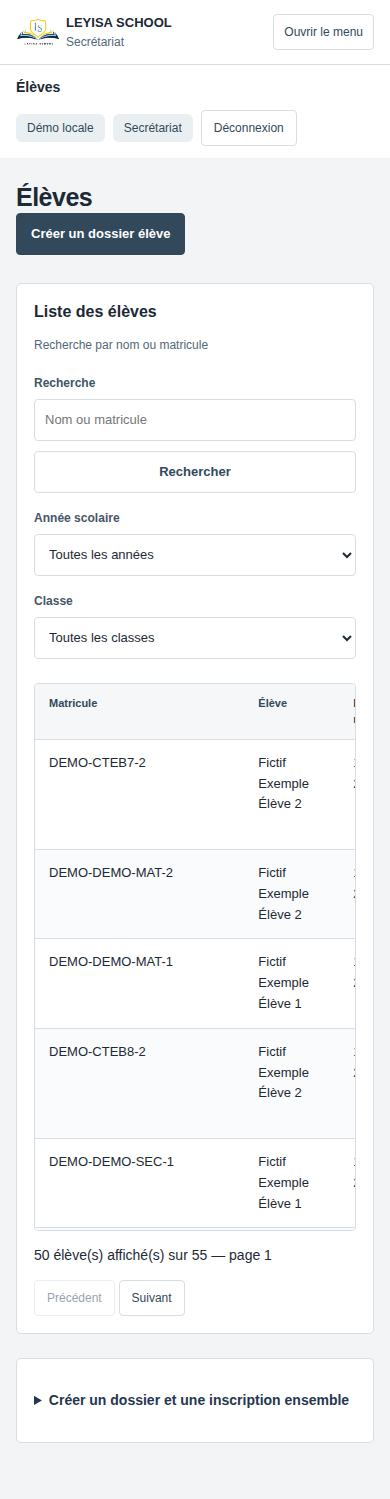 LEYISA SCHOOL
Secrétariat
Ouvrir le menu
Élèves
Démo locale
Secrétariat
Déconnexion
Élèves
Créer un dossier élève
Liste des élèves
Recherche par nom ou matricule
Recherche
Nom ou matricule
Rechercher
Année scolaire
Toutes les années
Classe
Toutes les classes
Matricule Élève
DEMO-CTEB7-2 Fictif
Exemple
Élève 2
DEMO-DEMO-MAT-2 Fictif
Exemple
Élève 2
DEMO-DEMO-MAT-1 Fictif
Exemple
Élève 1
DEMO-CTEB8-2 Fictif
Exemple
Élève 2
DEMO-DEMO-SEC-1 Fictif
Exemple
Élève 1
50 élève(s) affiché(s) sur 55 — page 1
Précédent
Suivant
Créer un dossier et une inscription ensemble